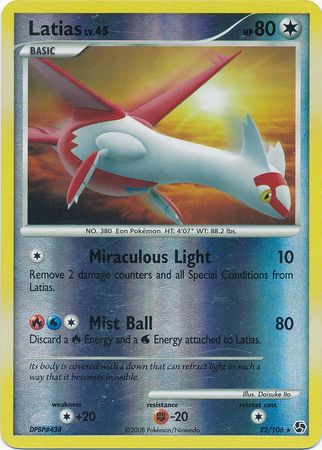 Latias LV.45 HP 80
BASIC
NO. 380 Eon Pokémon HT: 4'07" WT: 88.2 lbs.
Miraculous Light 10
Remove 2 damage counters and all Special Conditions from
Latias.
Mist Ball 80
Discard a Energy and a Energy attached to Latias.
Its body is covered with a down that can refract light in such a
way that it becomes invisible.
Illus. Daisuke Ito
weakness resistance retreat cost
+20 -20
DPBP#438 ©2008 Pokémon/Nintendo 22/106 ★